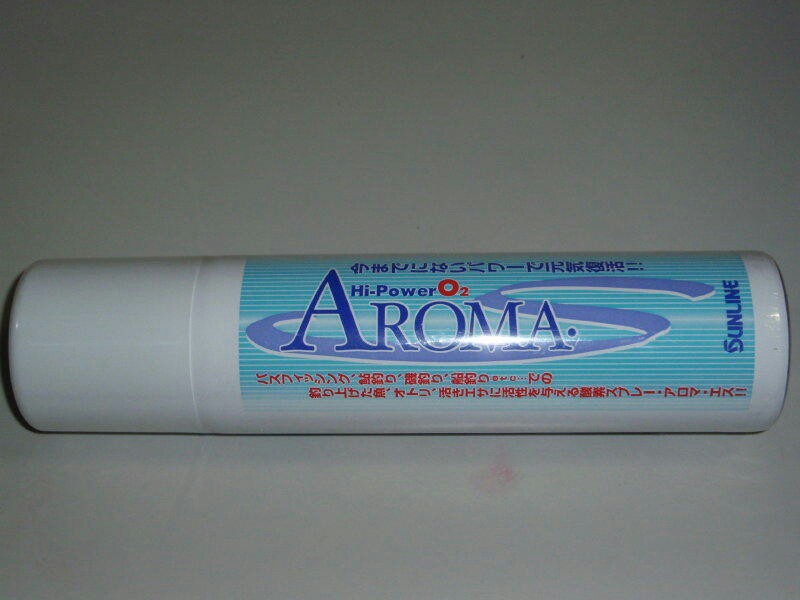 今までにないパワーで元気復活!!
Hi-Power O₂
AROMA・
SUNLINE
バスフィッシング、鮎釣り、磯釣り、船釣りetc…での
釣り上げた魚、オトリ、活きエサに活性を与える酸素スプレー・アロマ・エス!!